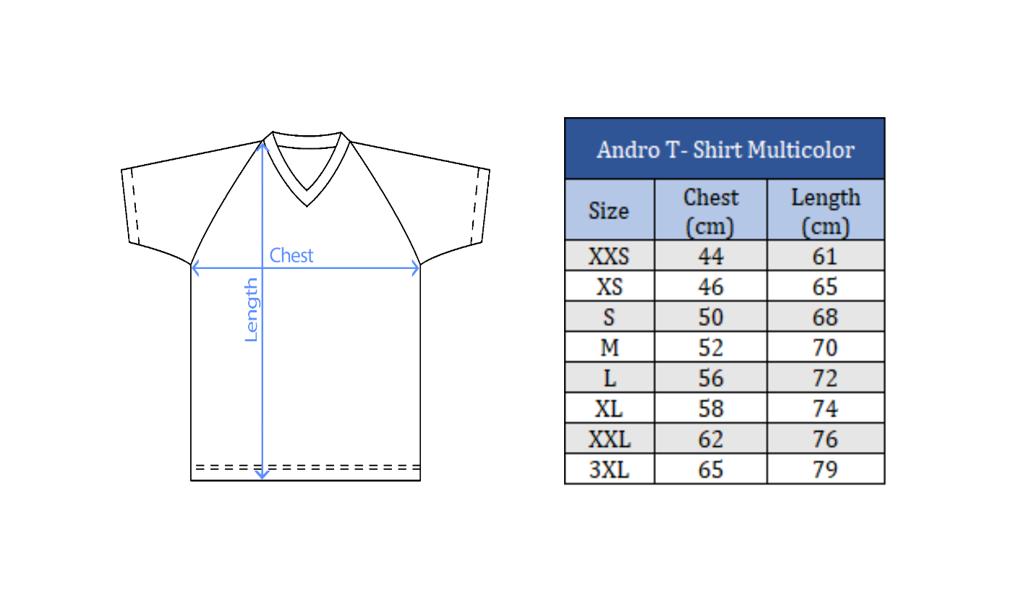 Chest
Length
Andro T- Shirt Multicolor
Size Chest (cm) Length (cm)
XXS 44 61
XS 46 65
S 50 68
M 52 70
L 56 72
XL 58 74
XXL 62 76
3XL 65 79